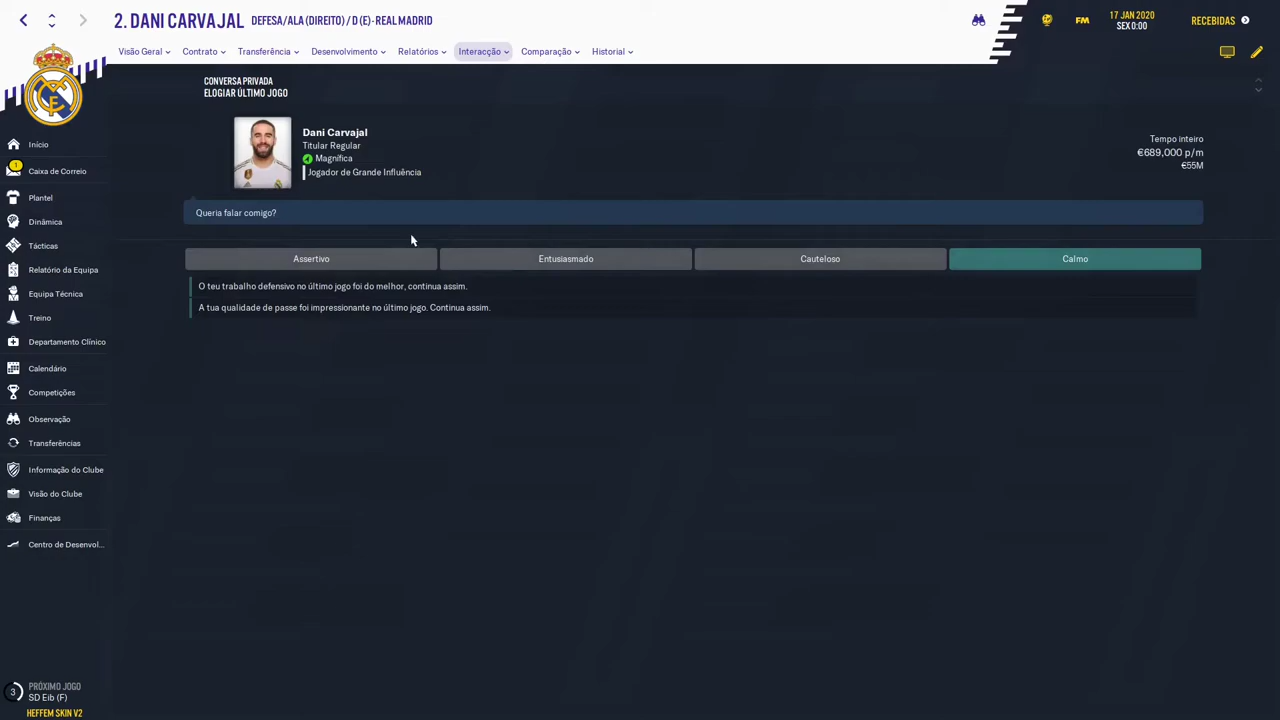 2. DANI CARVAJAL
DEFESA/ALA (DIREITO) / D (E) - REAL MADRID
FM
17 JAN 2020
SEX 0:00
RECEBIDAS
Visão Geral
Contrato
Transferência
Desenvolvimento
Relatórios
Interacção
Comparação
Historial
CONVERSA PRIVADA
ELOGIAR ÚLTIMO JOGO
Dani Carvajal
Titular Regular
Magnífica
Jogador de Grande Influência
Tempo inteiro
€689,000 p/m
€55M
Queria falar comigo?
Assertivo
Entusiasmado
Cauteloso
Calmo
O teu trabalho defensivo no último jogo foi do melhor, continua assim.
A tua qualidade de passe foi impressionante no último jogo. Continua assim.
Início
1
Caixa de Correio
Plantel
Dinâmica
Tácticas
Relatório da Equipa
Equipa Técnica
Treino
Departamento Clínico
Calendário
Competições
Observação
Transferências
Informação do Clube
Visão do Clube
Finanças
Centro de Desenvol...
3
PRÓXIMO JOGO
SD Eib (F)
HEFFEM SKIN V2